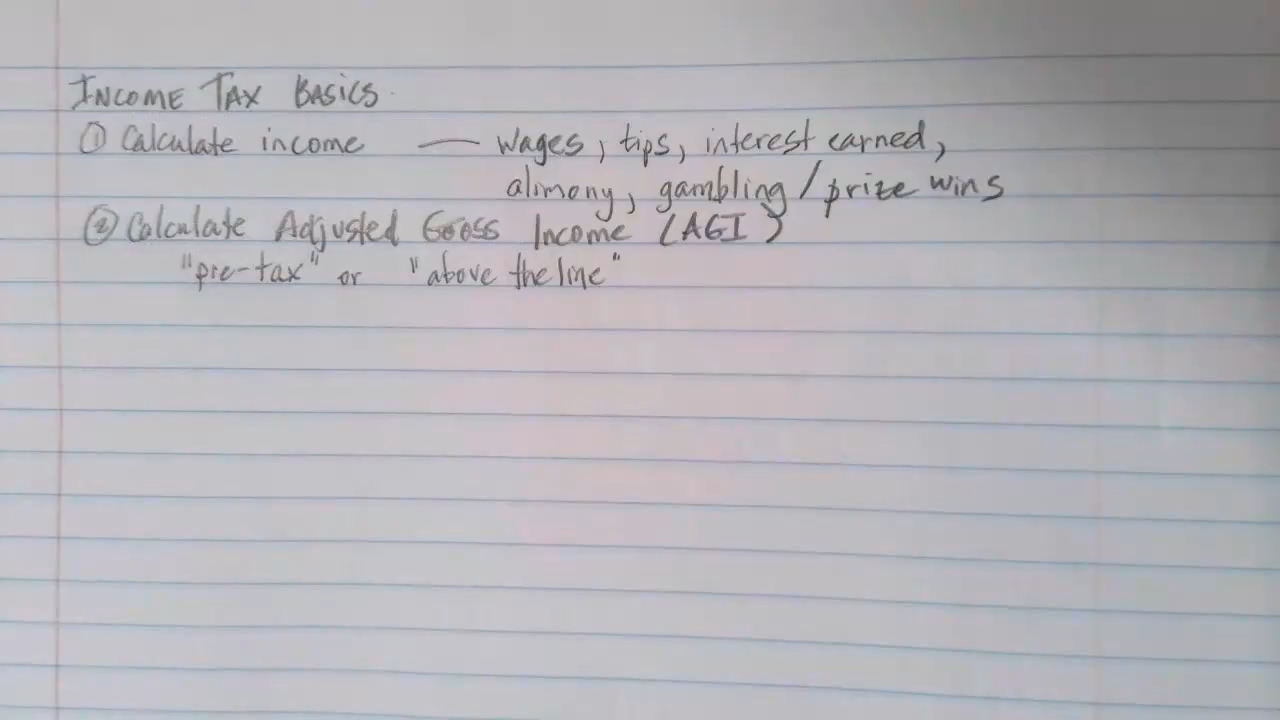 INCOME TAX BASICS
① Calculate income — wages, tips, interest earned,
alimony, gambling/prize wins
② Calculate Adjusted Gross Income (AGI)
"pre-tax" or "above the line"